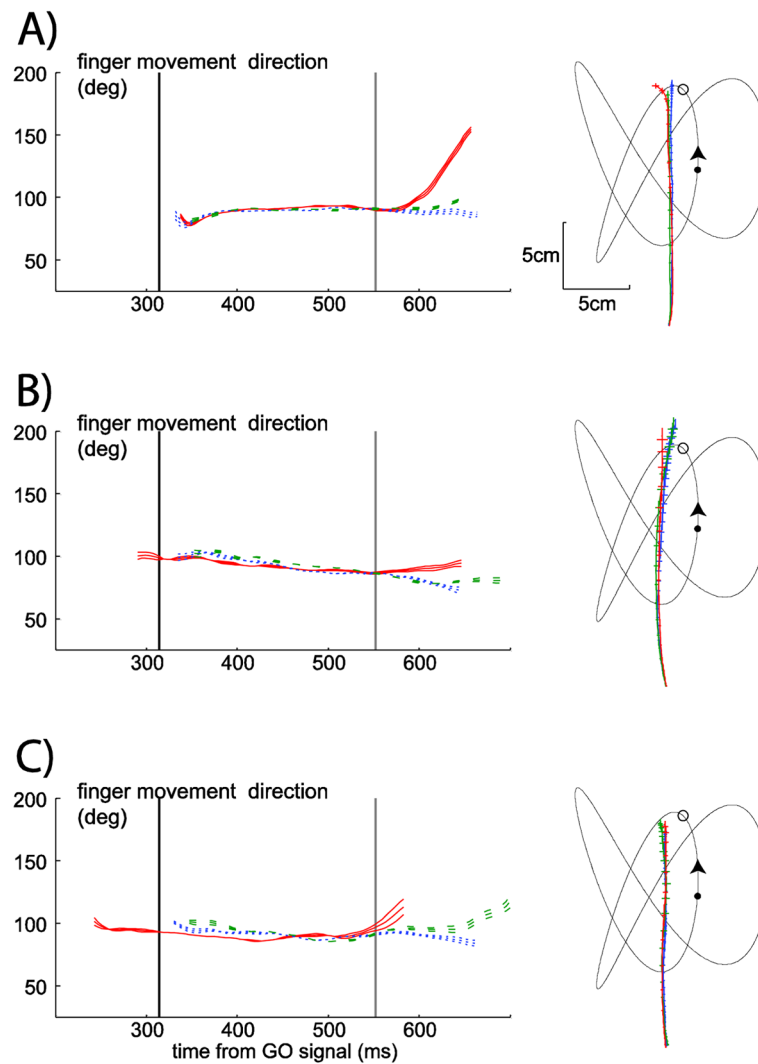 A)
finger movement direction
(deg)
200
150
100
50
300 400 500 600
5cm
5cm
B)
finger movement direction
(deg)
200
150
100
50
300 400 500 600
C)
finger movement direction
(deg)
200
150
100
50
300 400 500 600
time from GO signal (ms)